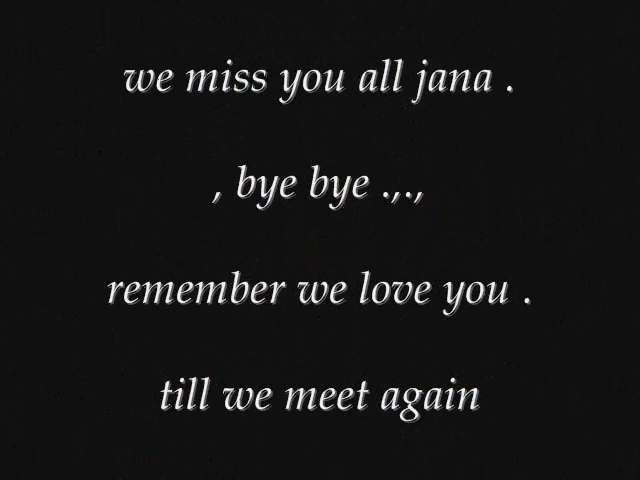 we miss you all jana .
, bye bye .,.,
remember we love you .
till we meet again